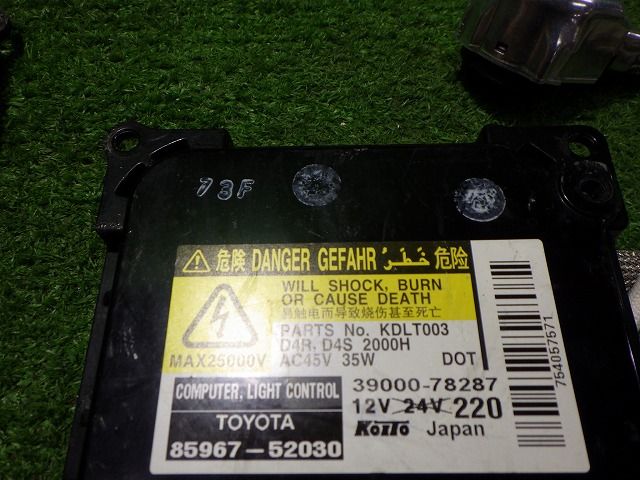 73F
危険 DANGER GEFAHR خطر 危险
WILL SHOCK, BURN
OR CAUSE DEATH
易触电而导致烧伤甚至死亡
PARTS No. KDLT003
D4R, D4S 2000H
MAX25000V AC45V 35W DOT
COMPUTER, LIGHT CONTROL 39000-78287
TOYOTA 12V 24V 220
85967-52030 KOITO Japan
754057571